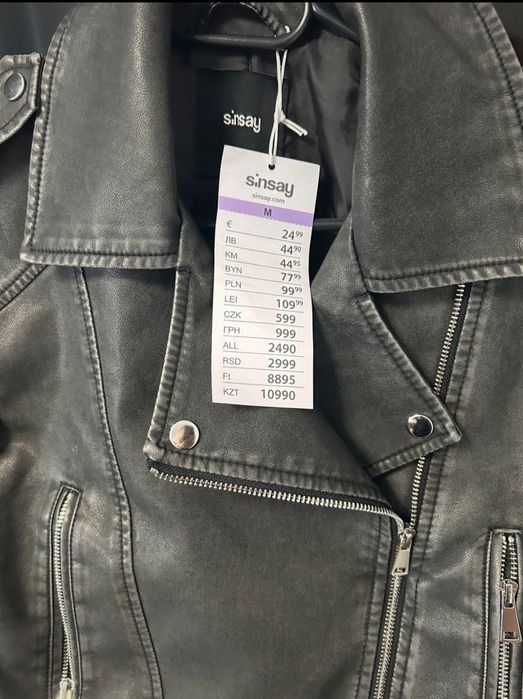 sinsay
sinsay
sinsay.com
M
€ 24⁹⁹
ЛВ 44⁹⁰
KM 44⁹⁵
BYN 77⁹⁹
PLN 99⁹⁹
LEI 109⁹⁹
CZK 599
ГРН 999
ALL 2490
RSD 2999
Ft 8895
KZT 10990